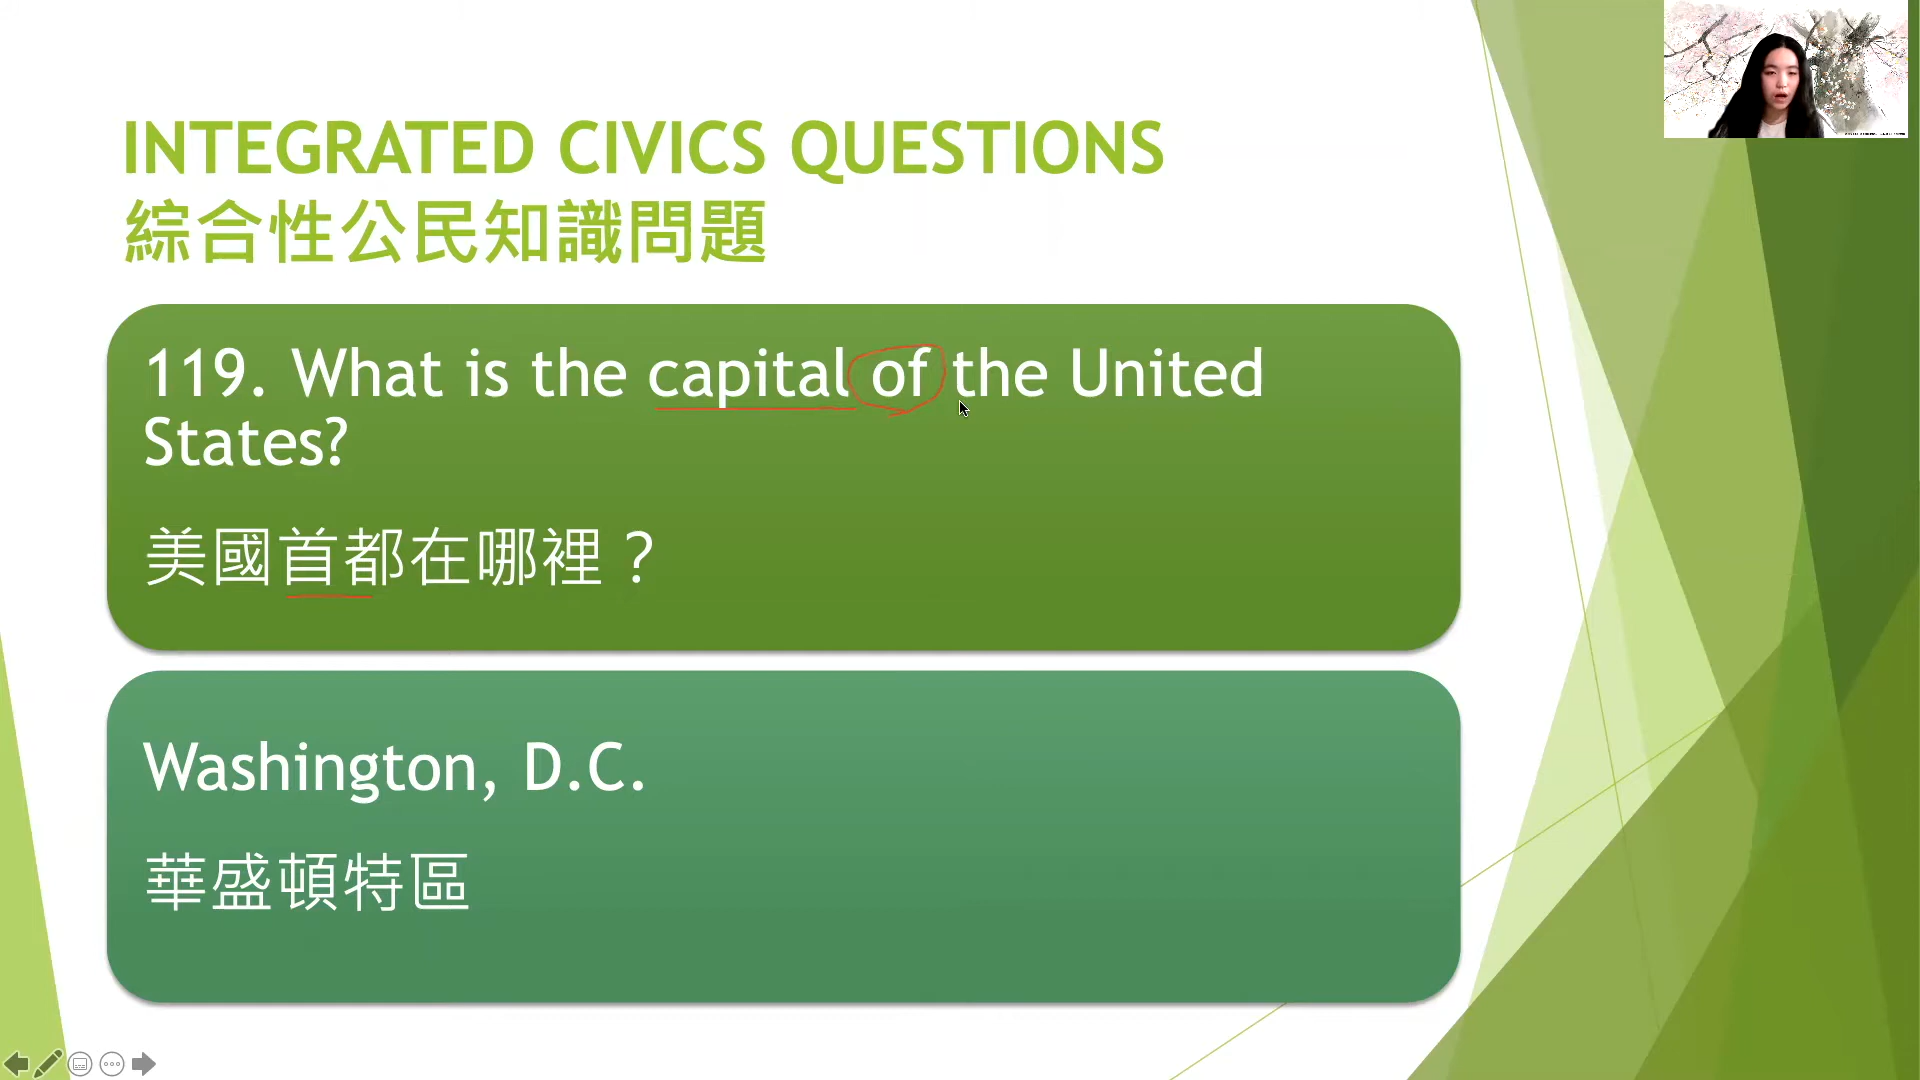 INTEGRATED CIVICS QUESTIONS
綜合性公民知識問題
119. What is the capital of the United
States?
美國首都在哪裡？
Washington, D.C.
華盛頓特區